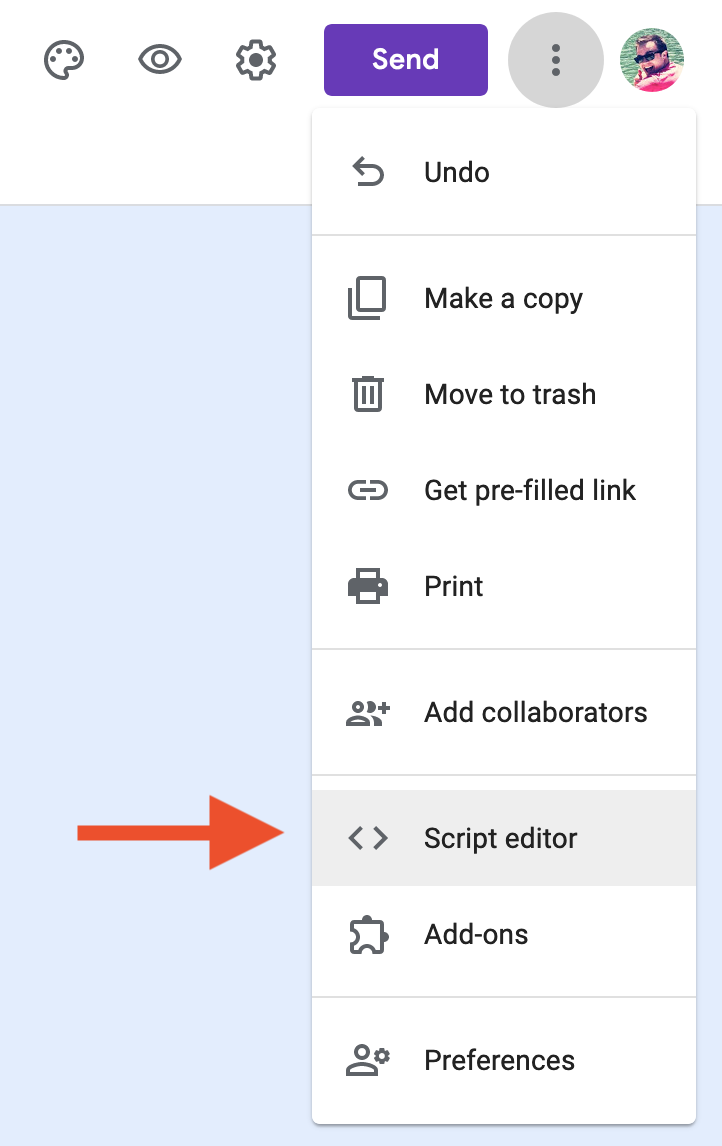 Send
Undo
Make a copy
Move to trash
Get pre-filled link
Print
Add collaborators
Script editor
Add-ons
Preferences